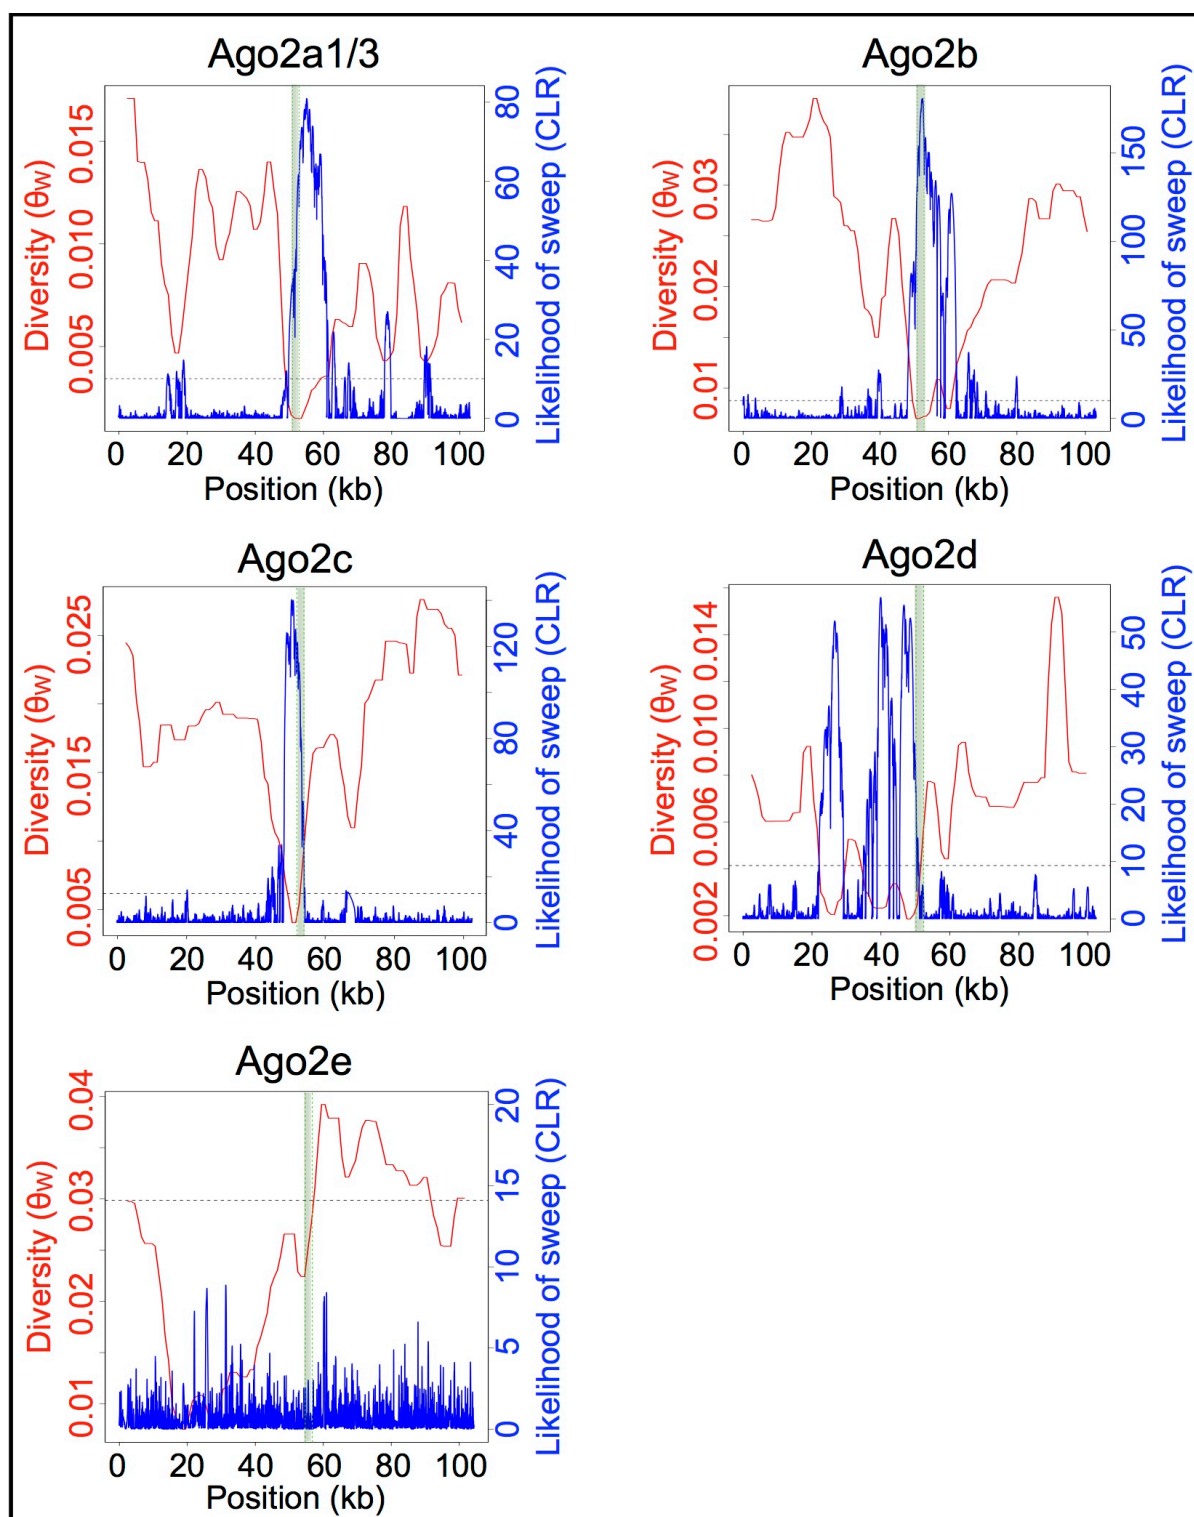 Ago2a1/3
Diversity (θw)
0.005 0.010 0.015
0 20 40 60 80
Likelihood of sweep (CLR)
0 20 40 60 80 100
Position (kb)
Ago2b
Diversity (θw)
0.01 0.02 0.03
0 50 100 150
Likelihood of sweep (CLR)
0 20 40 60 80 100
Position (kb)
Ago2c
Diversity (θw)
0.005 0.015 0.025
0 40 80 120
Likelihood of sweep (CLR)
0 20 40 60 80 100
Position (kb)
Ago2d
Diversity (θw)
0.002 0.006 0.010 0.014
0 10 20 30 40 50
Likelihood of sweep (CLR)
0 20 40 60 80 100
Position (kb)
Ago2e
Diversity (θw)
0.01 0.02 0.03 0.04
0 5 10 15 20
Likelihood of sweep (CLR)
0 20 40 60 80 100
Position (kb)